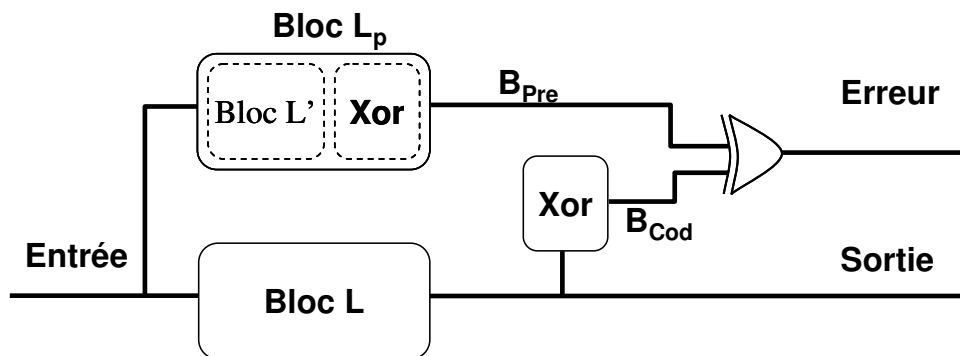 Bloc Lp
Bloc L’ Xor
BPre
Erreur
Xor
BCod
Entrée
Sortie
Bloc L